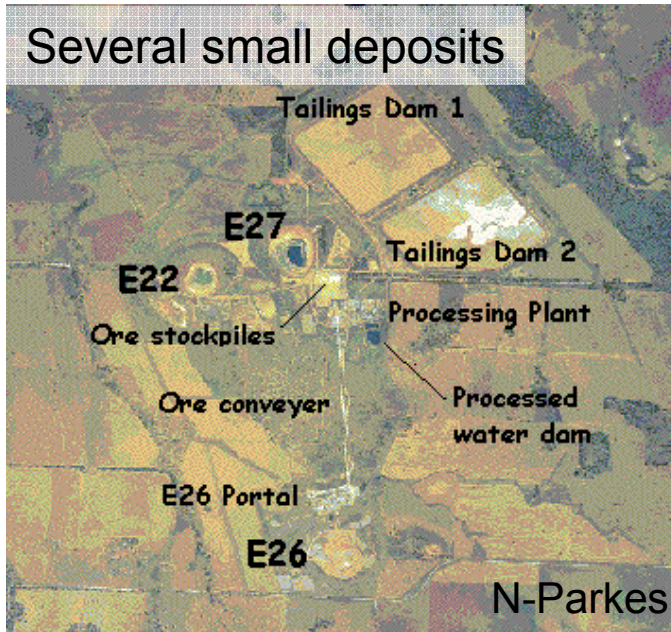 Several small deposits
Tailings Dam 1
E27
Tailings Dam 2
E22
Processing Plant
Ore stockpiles
Ore conveyer
Processed
water dam
E26 Portal
E26
N-Parkes